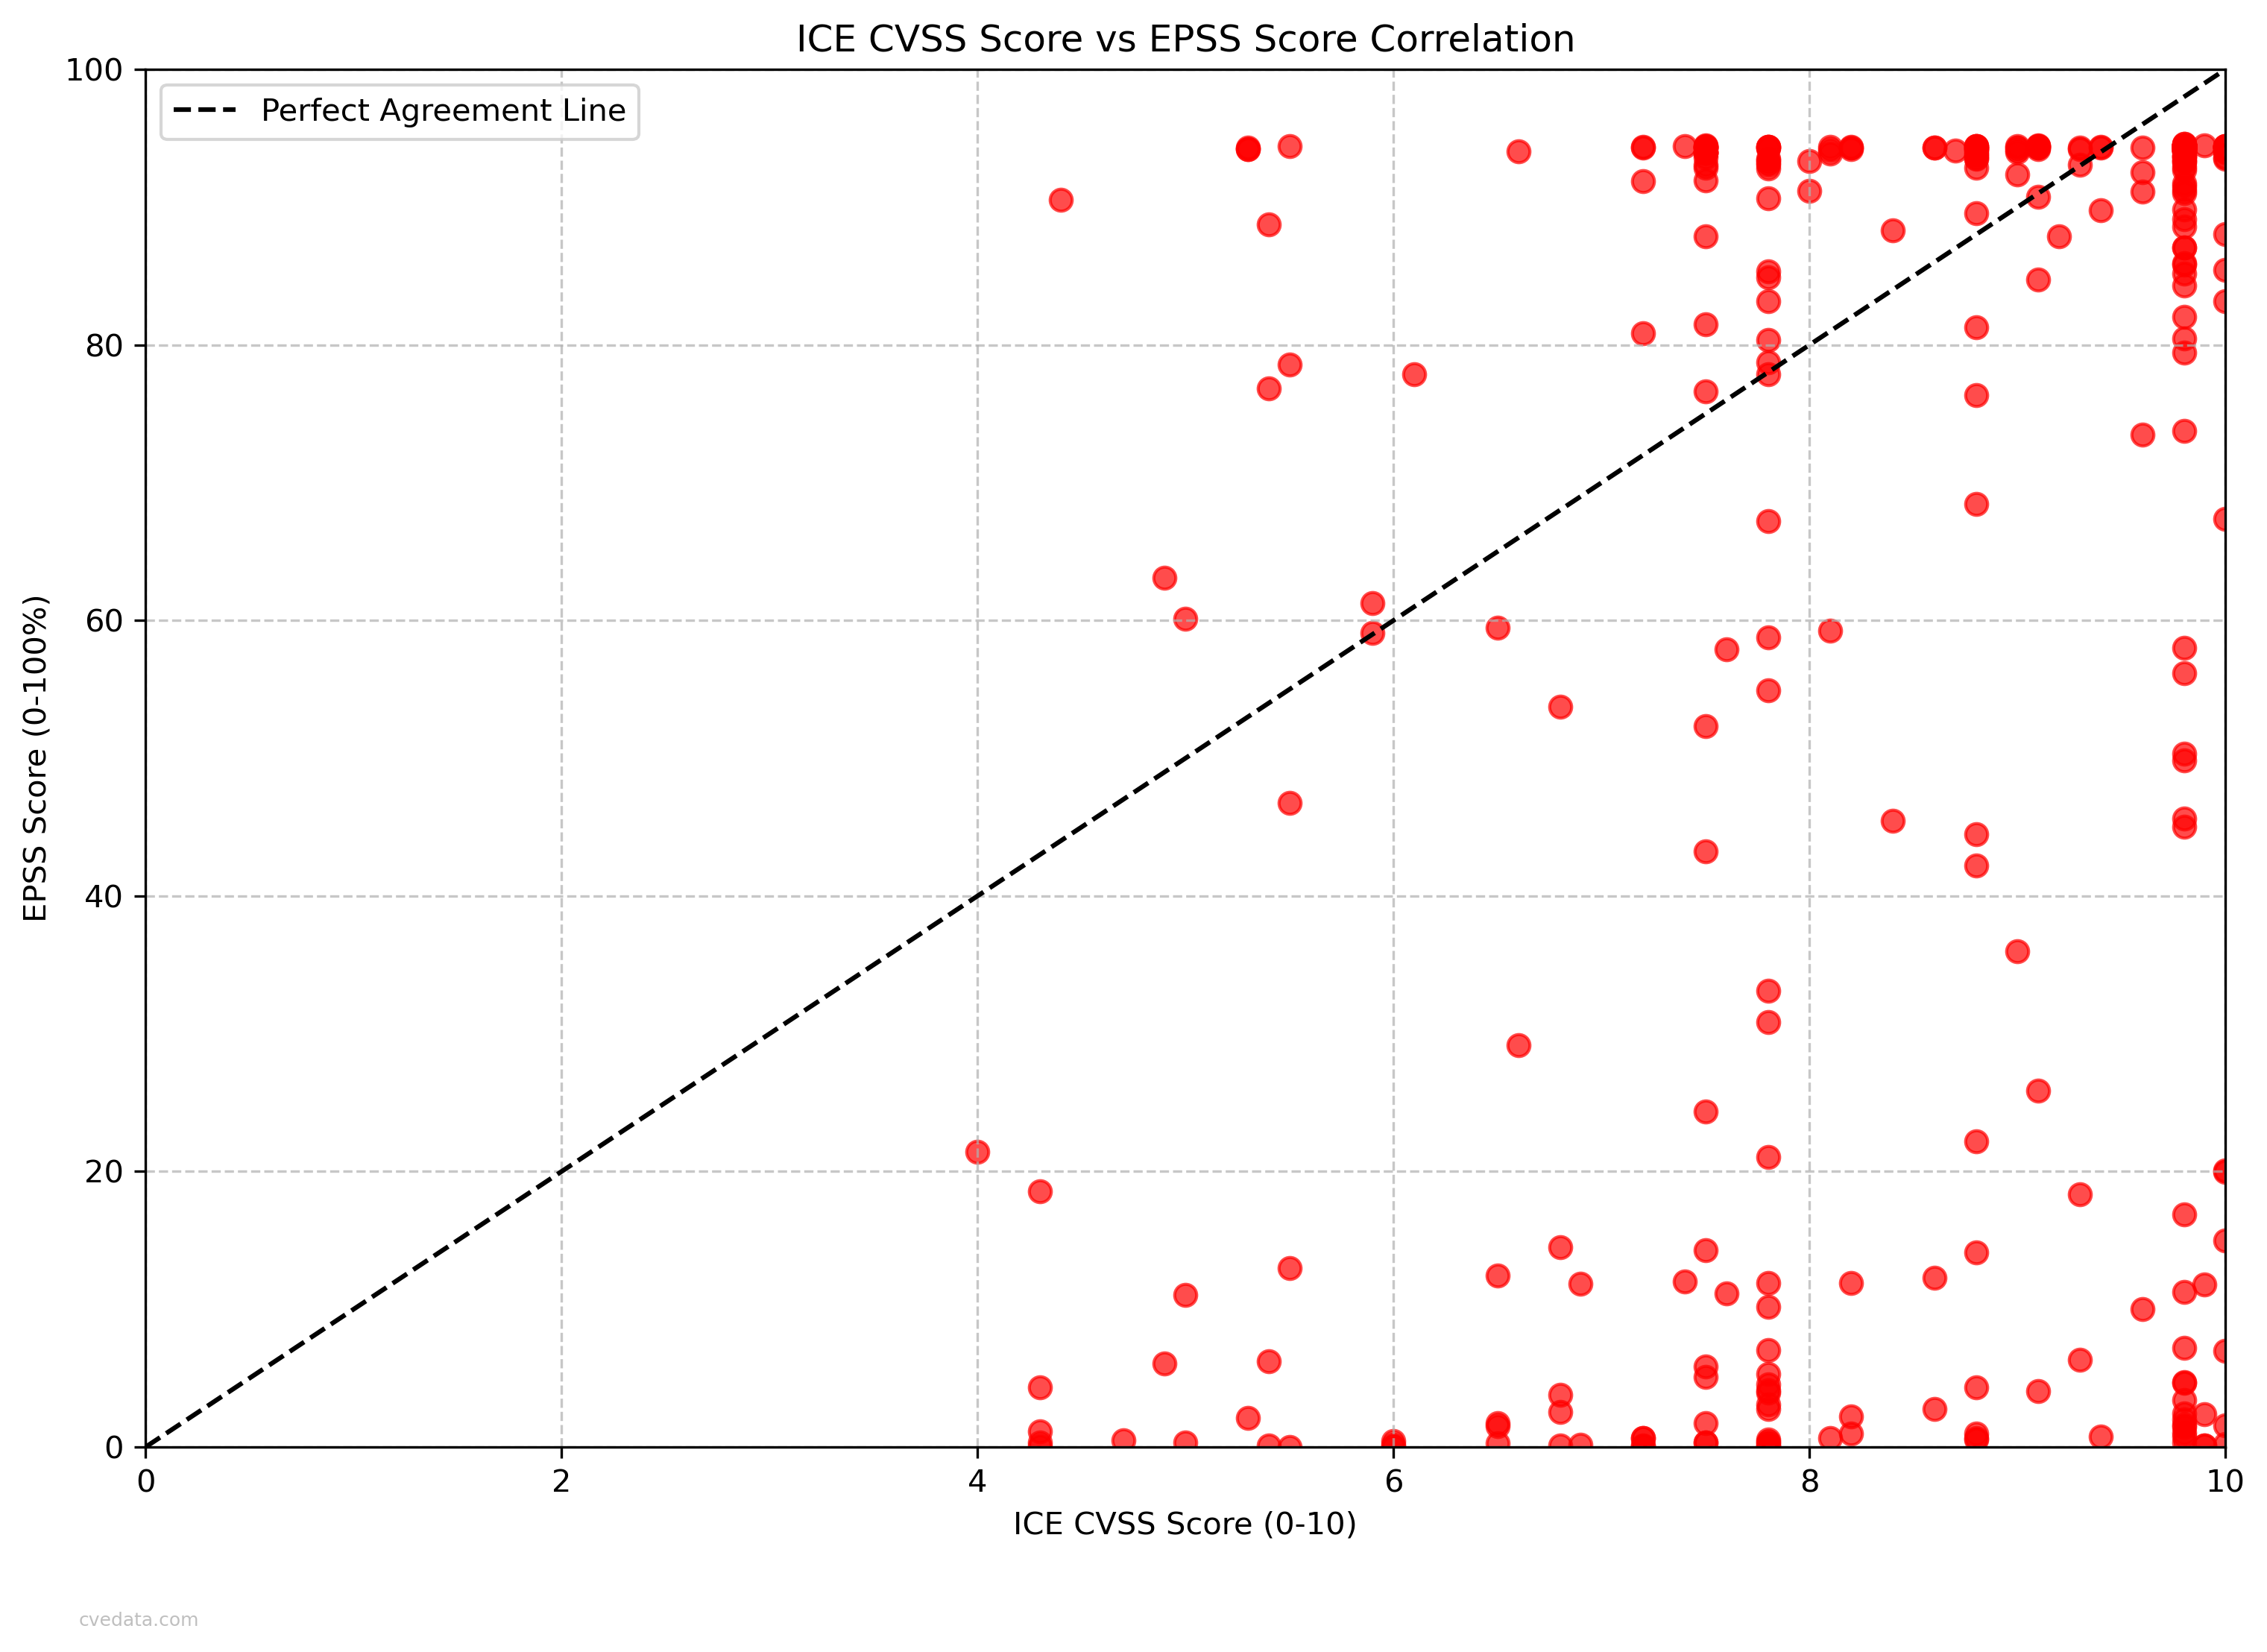 ICE CVSS Score vs EPSS Score Correlation
Perfect Agreement Line
EPSS Score (0-100%)
100
80
60
40
20
0
0 2 4 6 8 10
ICE CVSS Score (0-10)
cvedata.com